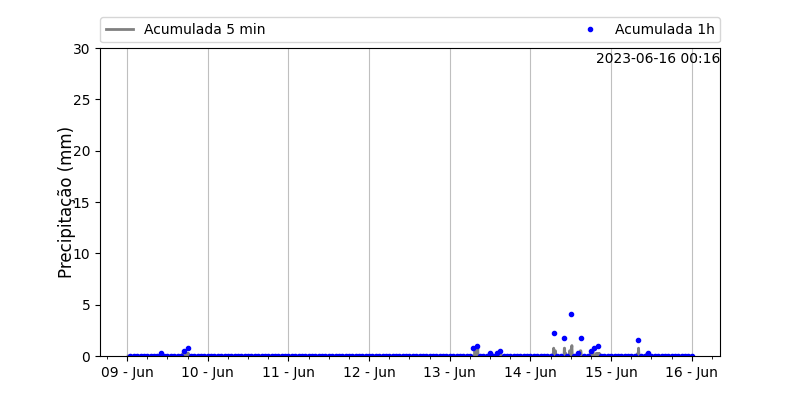 Acumulada 5 min
Acumulada 1h
2023-06-16 00:16
Precipitação (mm)
30
25
20
15
10
5
0
09 - Jun
10 - Jun
11 - Jun
12 - Jun
13 - Jun
14 - Jun
15 - Jun
16 - Jun